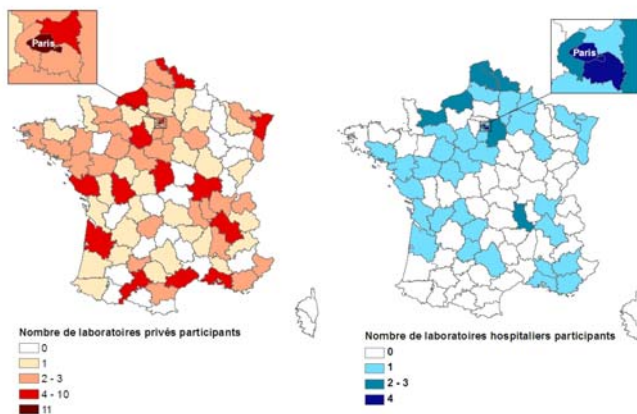 Paris
Paris
Nombre de laboratoires privés participants
0
1
2 - 3
4 - 10
11
Nombre de laboratoires hospitaliers participants
0
1
2 - 3
4